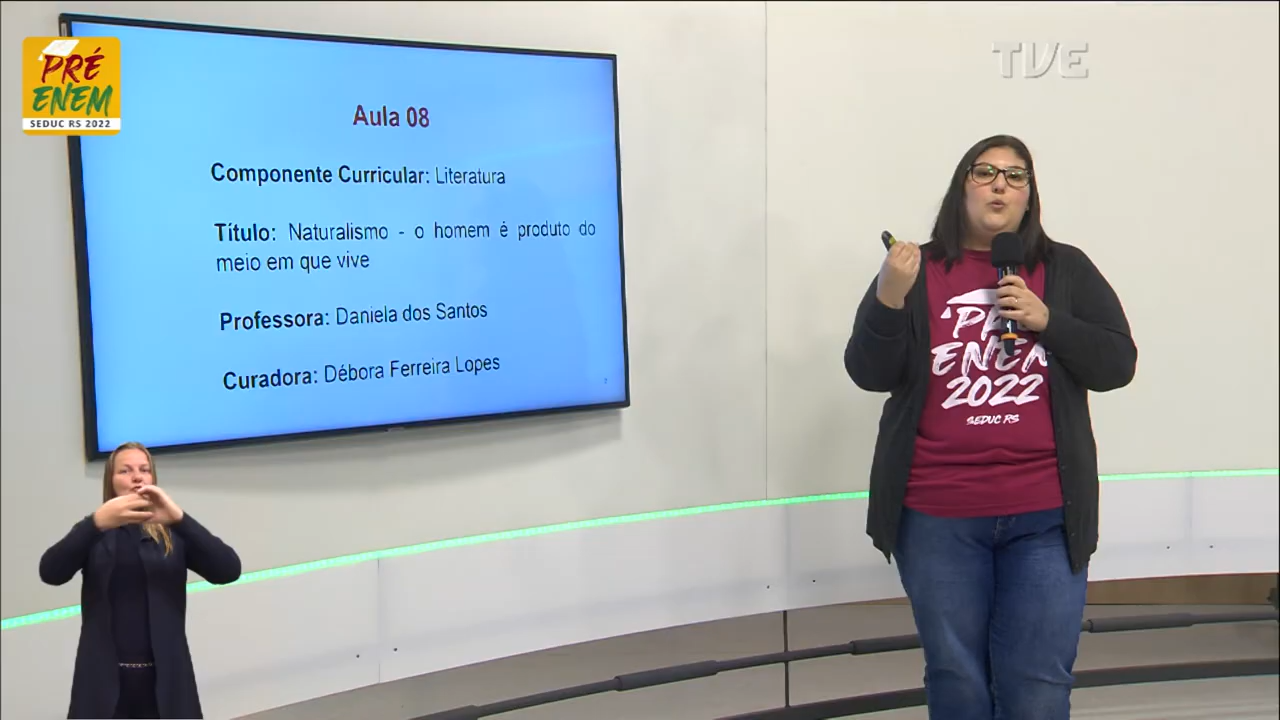 PRÉ
ENEM
SEDUC RS 2022
TVE
Aula 08
Componente Curricular: Literatura
Título: Naturalismo - o homem é produto do
meio em que vive
Professora: Daniela dos Santos
Curadora: Débora Ferreira Lopes
7
'PRÉ
ENEM
2022
SEDUC RS